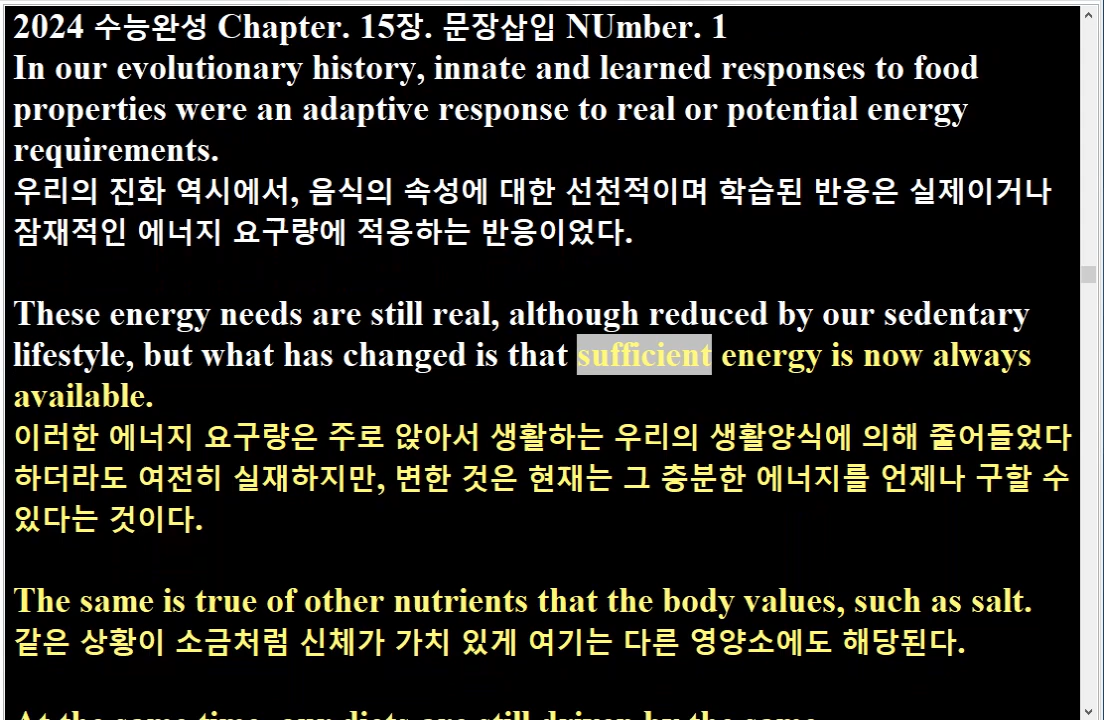 2024 수능완성 Chapter. 15장. 문장삽입 NUmber. 1
In our evolutionary history, innate and learned responses to food
properties were an adaptive response to real or potential energy
requirements.
우리의 진화 역시에서, 음식의 속성에 대한 선천적이며 학습된 반응은 실제이거나
잠재적인 에너지 요구량에 적응하는 반응이었다.
These energy needs are still real, although reduced by our sedentary
lifestyle, but what has changed is that sufficient energy is now always
available.
이러한 에너지 요구량은 주로 앉아서 생활하는 우리의 생활양식에 의해 줄어들었다
하더라도 여전히 실재하지만, 변한 것은 현재는 그 충분한 에너지를 언제나 구할 수
있다는 것이다.
The same is true of other nutrients that the body values, such as salt.
같은 상황이 소금처럼 신체가 가치 있게 여기는 다른 영양소에도 해당된다.
At the same time, our diets are still driven by the same